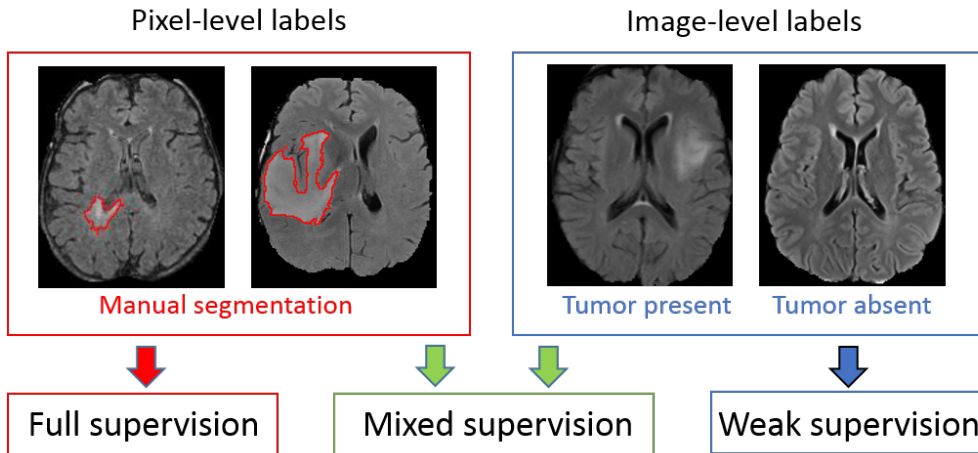 Pixel-level labels
Image-level labels
Manual segmentation
Tumor present
Tumor absent
Full supervision
Mixed supervision
Weak supervision